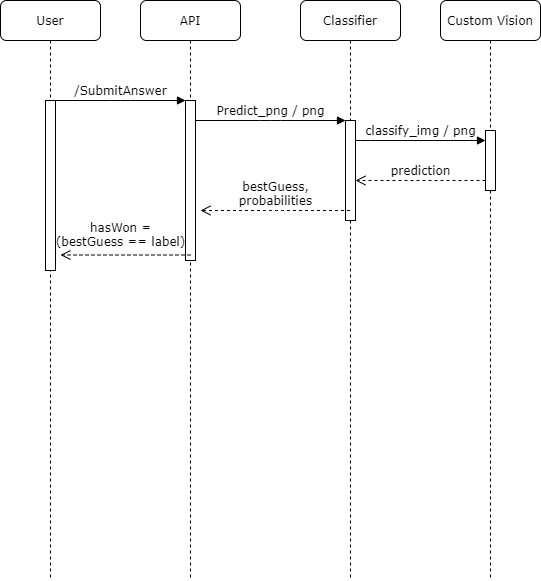 User
API
Classifier
Custom Vision
/SubmitAnswer
Predict_png / png
classify_img / png
prediction
bestGuess,
probabilities
hasWon =
(bestGuess == label)